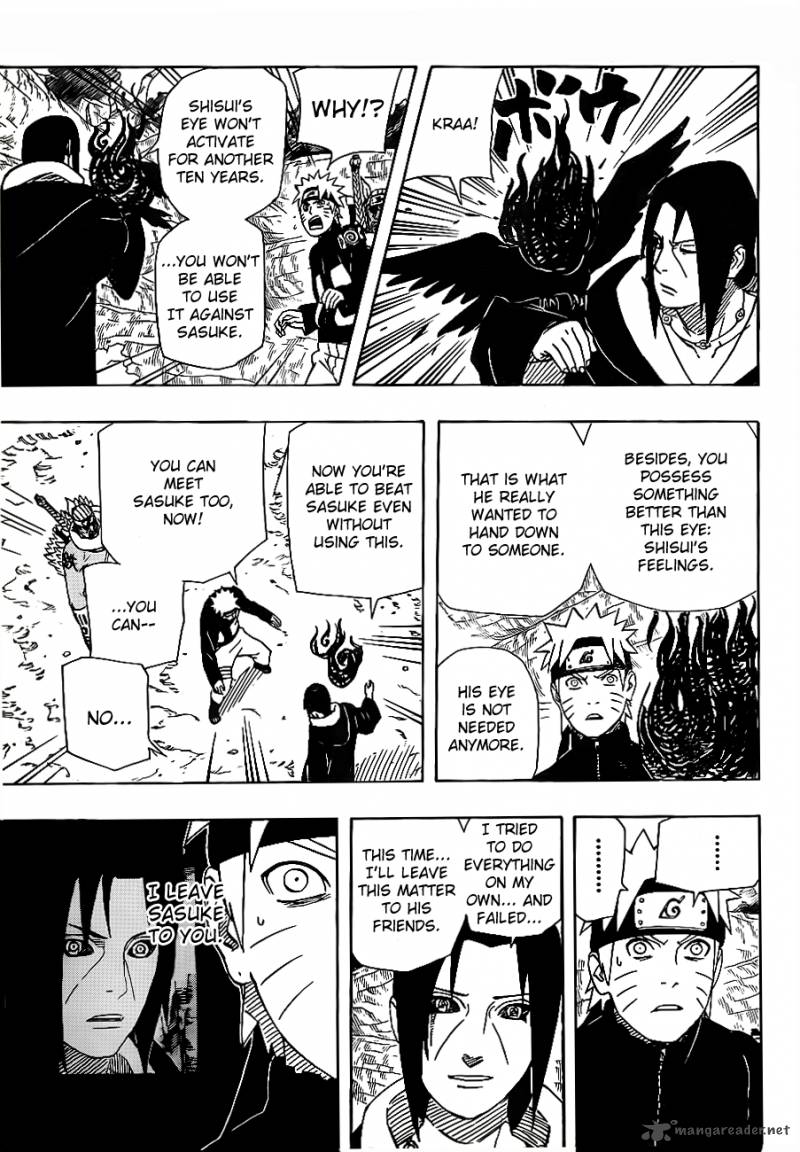 KRAA!
ボウ
WHY!?
SHISUI'S
EYE WON'T
ACTIVATE
FOR ANOTHER
TEN YEARS.
...YOU WON'T
BE ABLE
TO USE
IT AGAINST
SASUKE.
BESIDES, YOU
POSSESS
SOMETHING
BETTER THAN
THIS EYE:
SHISUI'S
FEELINGS.
THAT IS WHAT
HE REALLY
WANTED TO
HAND DOWN
TO SOMEONE.
HIS EYE
IS NOT
NEEDED
ANYMORE.
NOW YOU'RE
ABLE TO BEAT
SASUKE EVEN
WITHOUT
USING THIS.
YOU CAN
MEET
SASUKE TOO,
NOW!
...YOU
CAN--
NO...
.......
.......
I TRIED
TO DO
EVERYTHING
ON MY
OWN... AND
FAILED...
THIS TIME...
I'LL LEAVE
THIS MATTER
TO HIS
FRIENDS.
I LEAVE
SASUKE
TO YOU.
mangareader.net